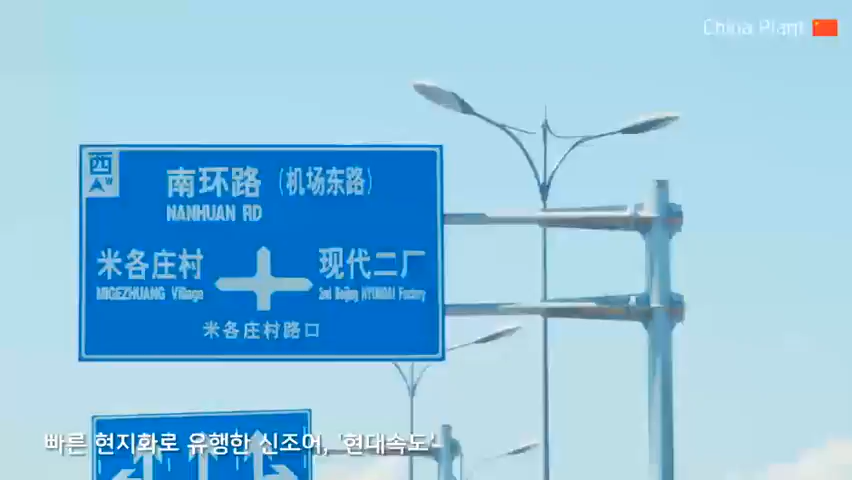 China Plant
西
W
南环路（机场东路）
NANHUAN RD
米各庄村 现代二厂
MIGEZHUANG Village 2nd Beijing HYUNDAI Factory
米各庄村路口
빠른 현지화로 유행한 신조어, '현대속도'